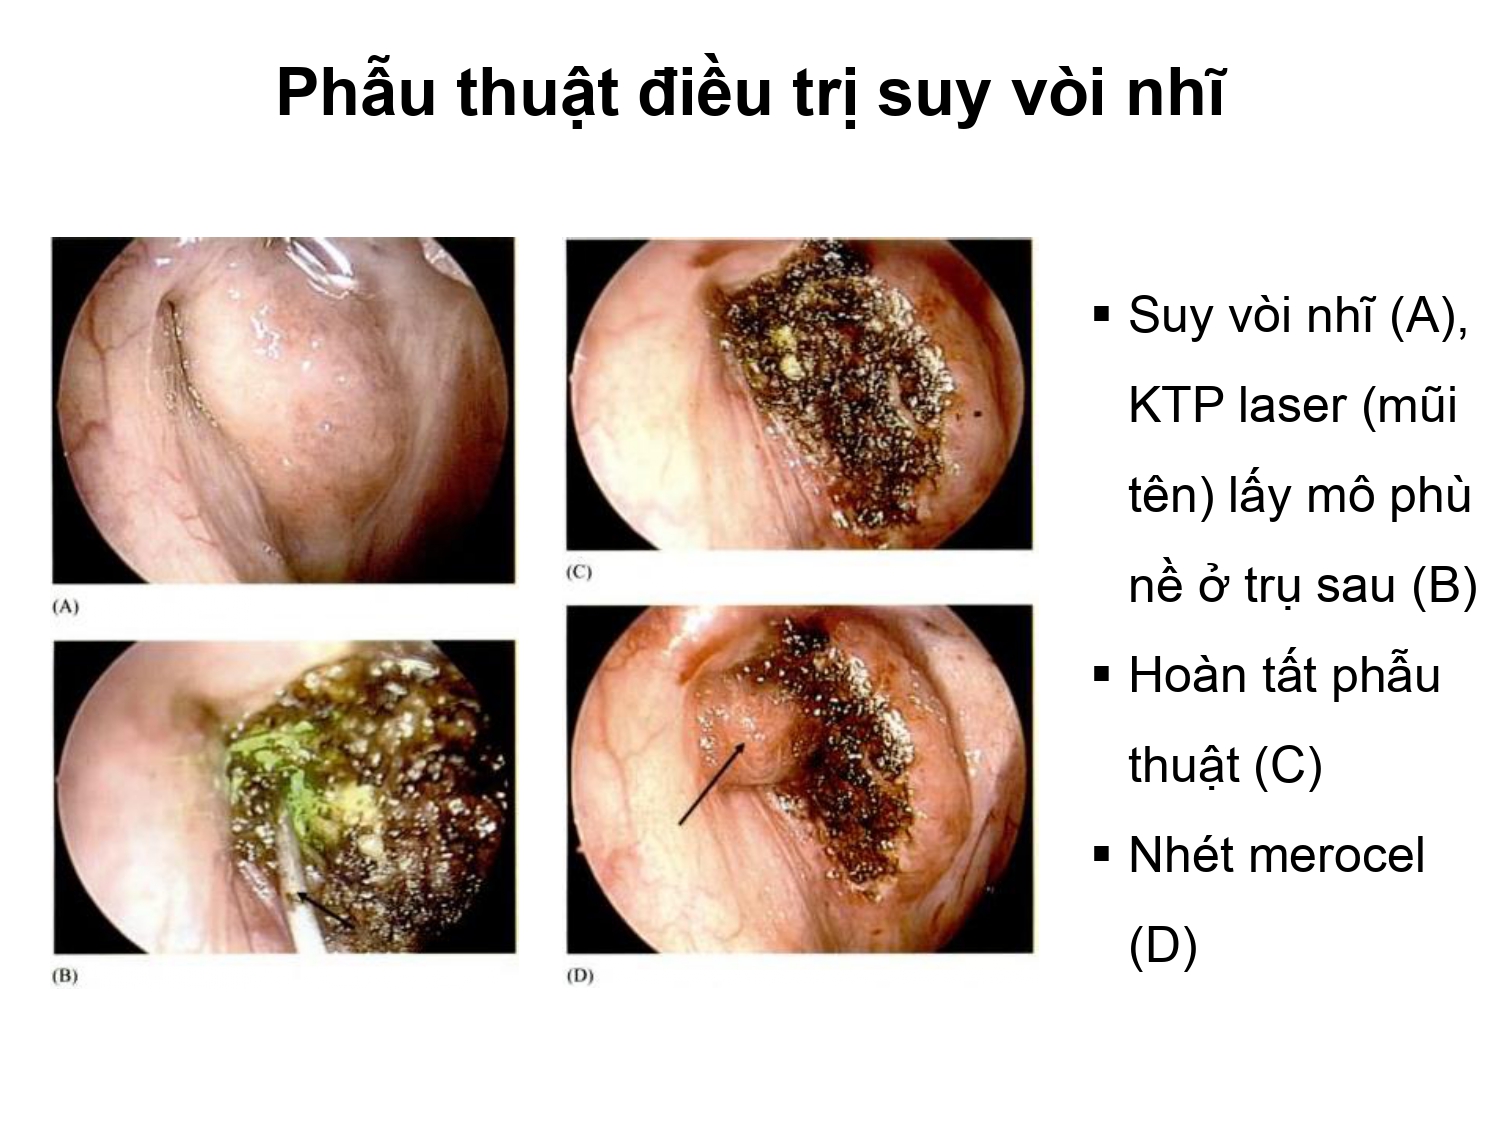 Phẫu thuật điều trị suy vòi nhĩ
(A)
(B)
(C)
(D)
▪ Suy vòi nhĩ (A),
KTP laser (mũi
tên) lấy mô phù
nề ở trụ sau (B)
▪ Hoàn tất phẫu
thuật (C)
▪ Nhét merocel
(D)